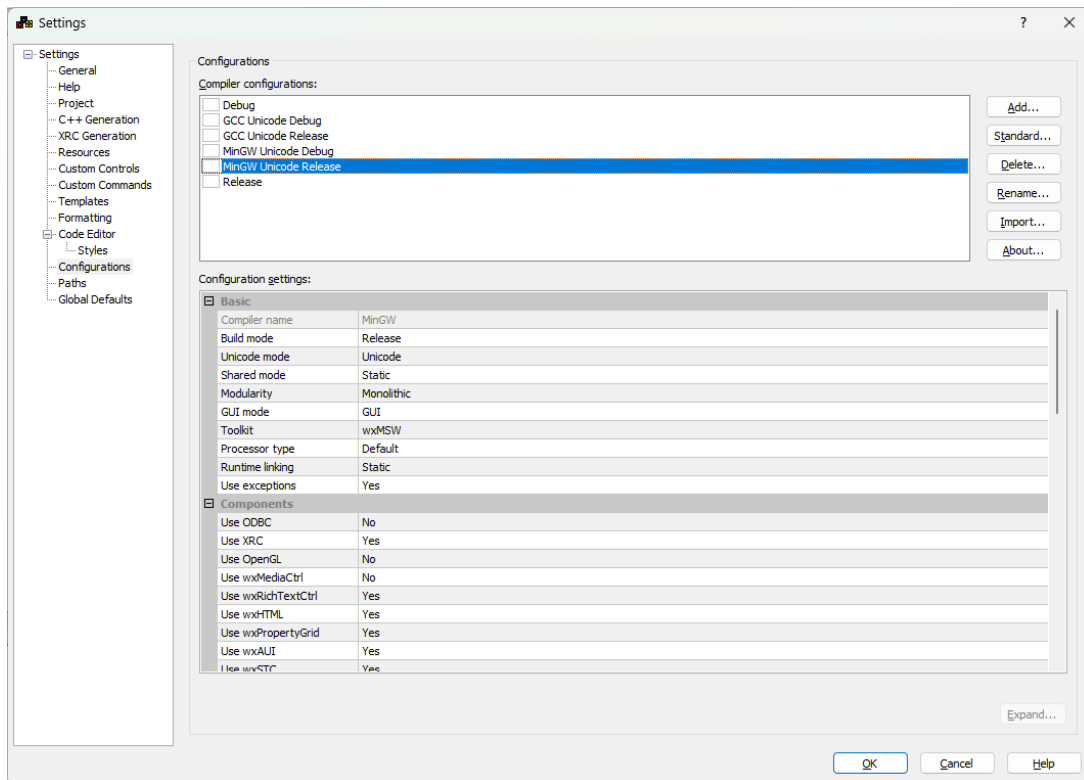 Settings
Settings
General
Help
Project
C++ Generation
XRC Generation
Resources
Custom Controls
Custom Commands
Templates
Formatting
Code Editor
Styles
Configurations
Paths
Global Defaults
Configurations
Compiler configurations:
Debug
GCC Unicode Debug
GCC Unicode Release
MinGW Unicode Debug
MinGW Unicode Release
Release
Add...
Standard...
Delete...
Rename...
Import...
About...
Configuration settings:
Basic
Compiler name MinGW
Build mode Release
Unicode mode Unicode
Shared mode Static
Modularity Monolithic
GUI mode GUI
Toolkit wxMSW
Processor type Default
Runtime linking Static
Use exceptions Yes
Components
Use ODBC No
Use XRC Yes
Use OpenGL No
Use wxMediaCtrl No
Use wxRichTextCtrl Yes
Use wxHTML Yes
Use wxPropertyGrid Yes
Use wxAUI Yes
Use wxSTC Yes
Expand...
OK Cancel Help